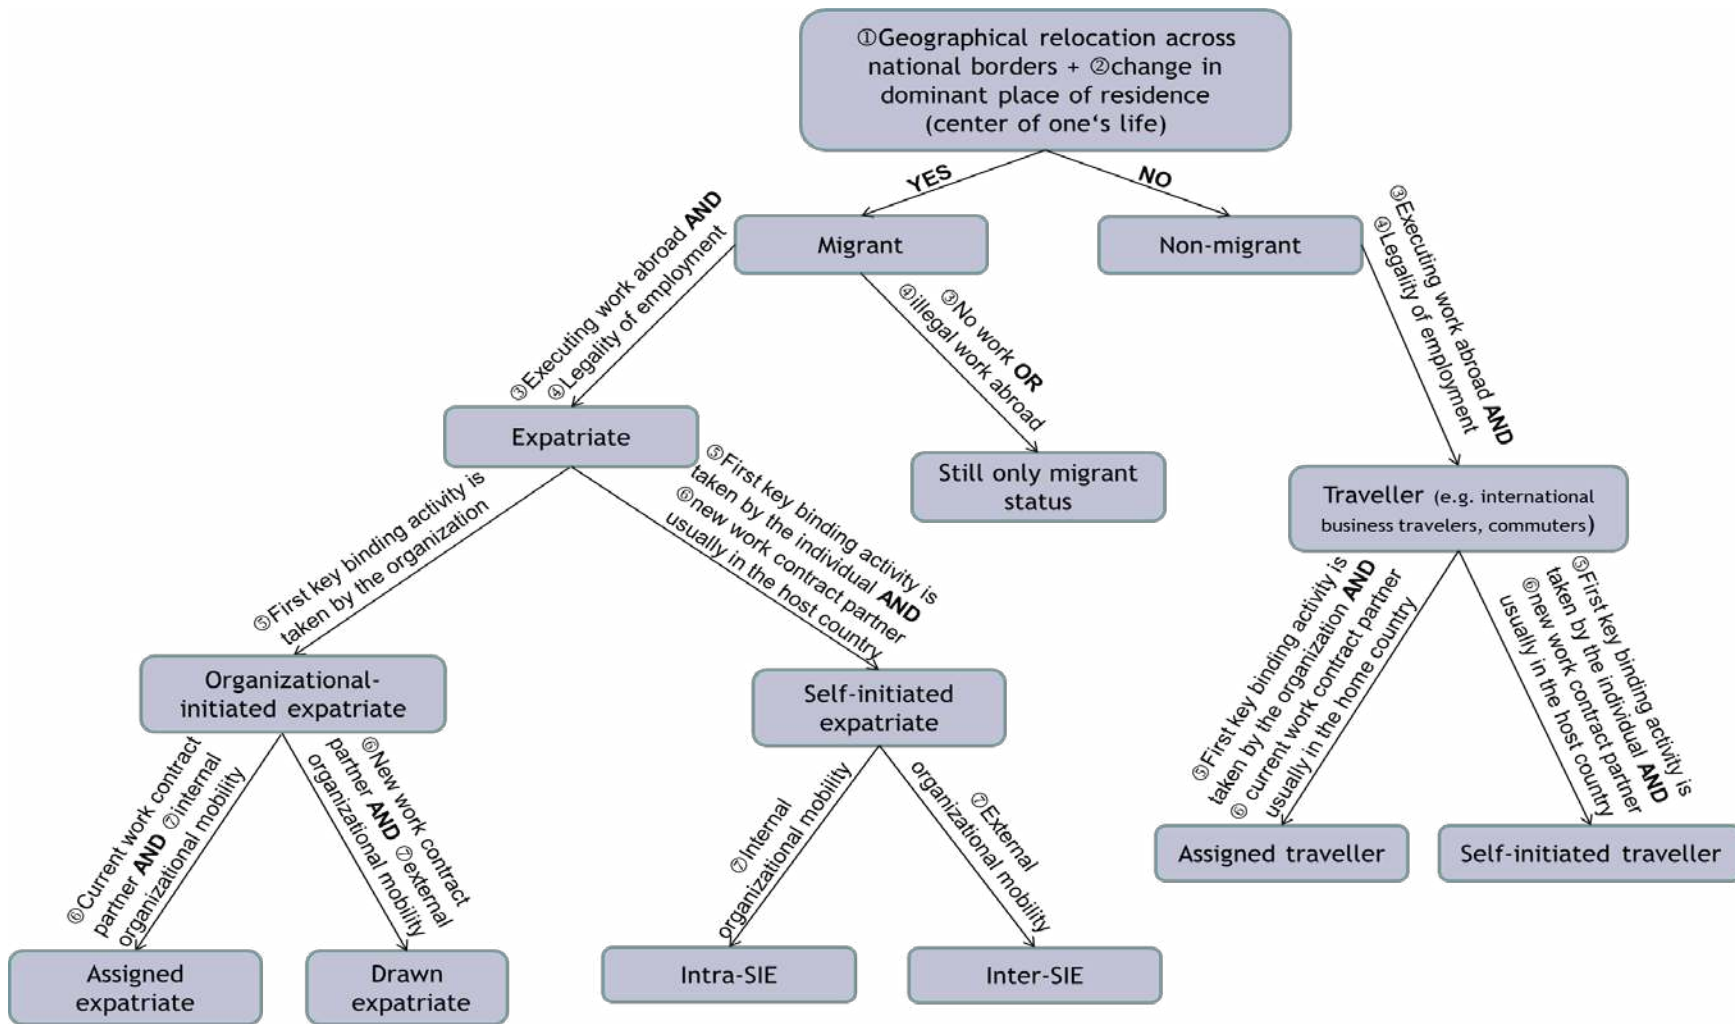 ①Geographical relocation across
national borders + ②change in
dominant place of residence
(center of one‘s life)
YES
NO
Migrant
Non-migrant
③Executing work abroad AND
④Legality of employment
③No work OR
④illegal work abroad
③Executing work abroad AND
④Legality of employment
Expatriate
Still only migrant
status
Traveller (e.g. international
business travelers, commuters)
⑤First key binding activity is
taken by the organization
⑤First key binding activity is
taken by the individual AND
⑥new work contract partner
usually in the host country
⑤First key binding activity is
taken by the organization AND
⑥ current work contract partner
usually in the home country
⑤First key binding activity is
taken by the individual AND
⑥new work contract partner
usually in the host country
Organizational-
initiated expatriate
Self-initiated
expatriate
Assigned traveller
Self-initiated traveller
⑥Current work contract
partner AND ⑦internal
organizational mobility
⑥New work contract
partner AND ⑦external
organizational mobility
⑦Internal
organizational mobility
⑦External
organizational mobility
Assigned
expatriate
Drawn
expatriate
Intra-SIE
Inter-SIE